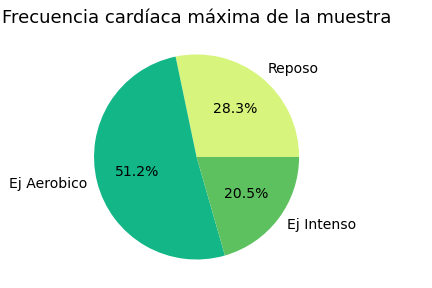 Frecuencia cardíaca máxima de la muestra
Reposo
28.3%
51.2%
Ej Aerobico
20.5%
Ej Intenso